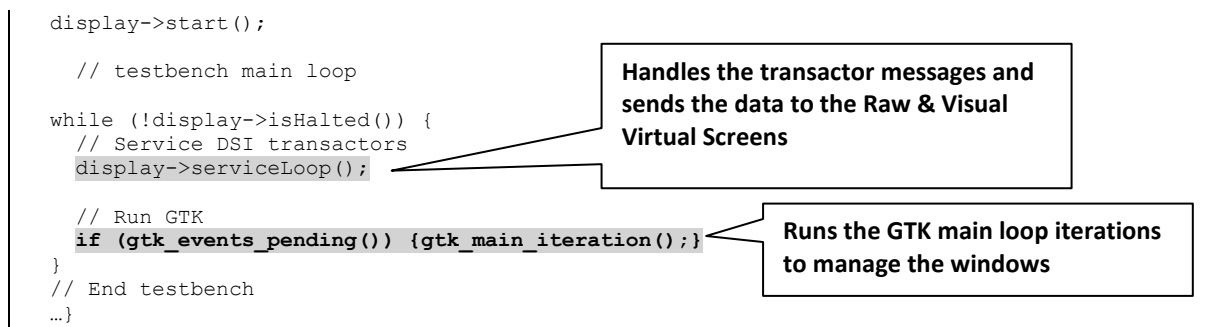 display->start();
// testbench main loop
Handles the transactor messages and
sends the data to the Raw & Visual
Virtual Screens
while (!display->isHalted()) {
// Service DSI transactors
display->serviceLoop();
// Run GTK
if (gtk_events_pending()) {gtk_main_iteration();}
Runs the GTK main loop iterations
to manage the windows
}
// End testbench
…}